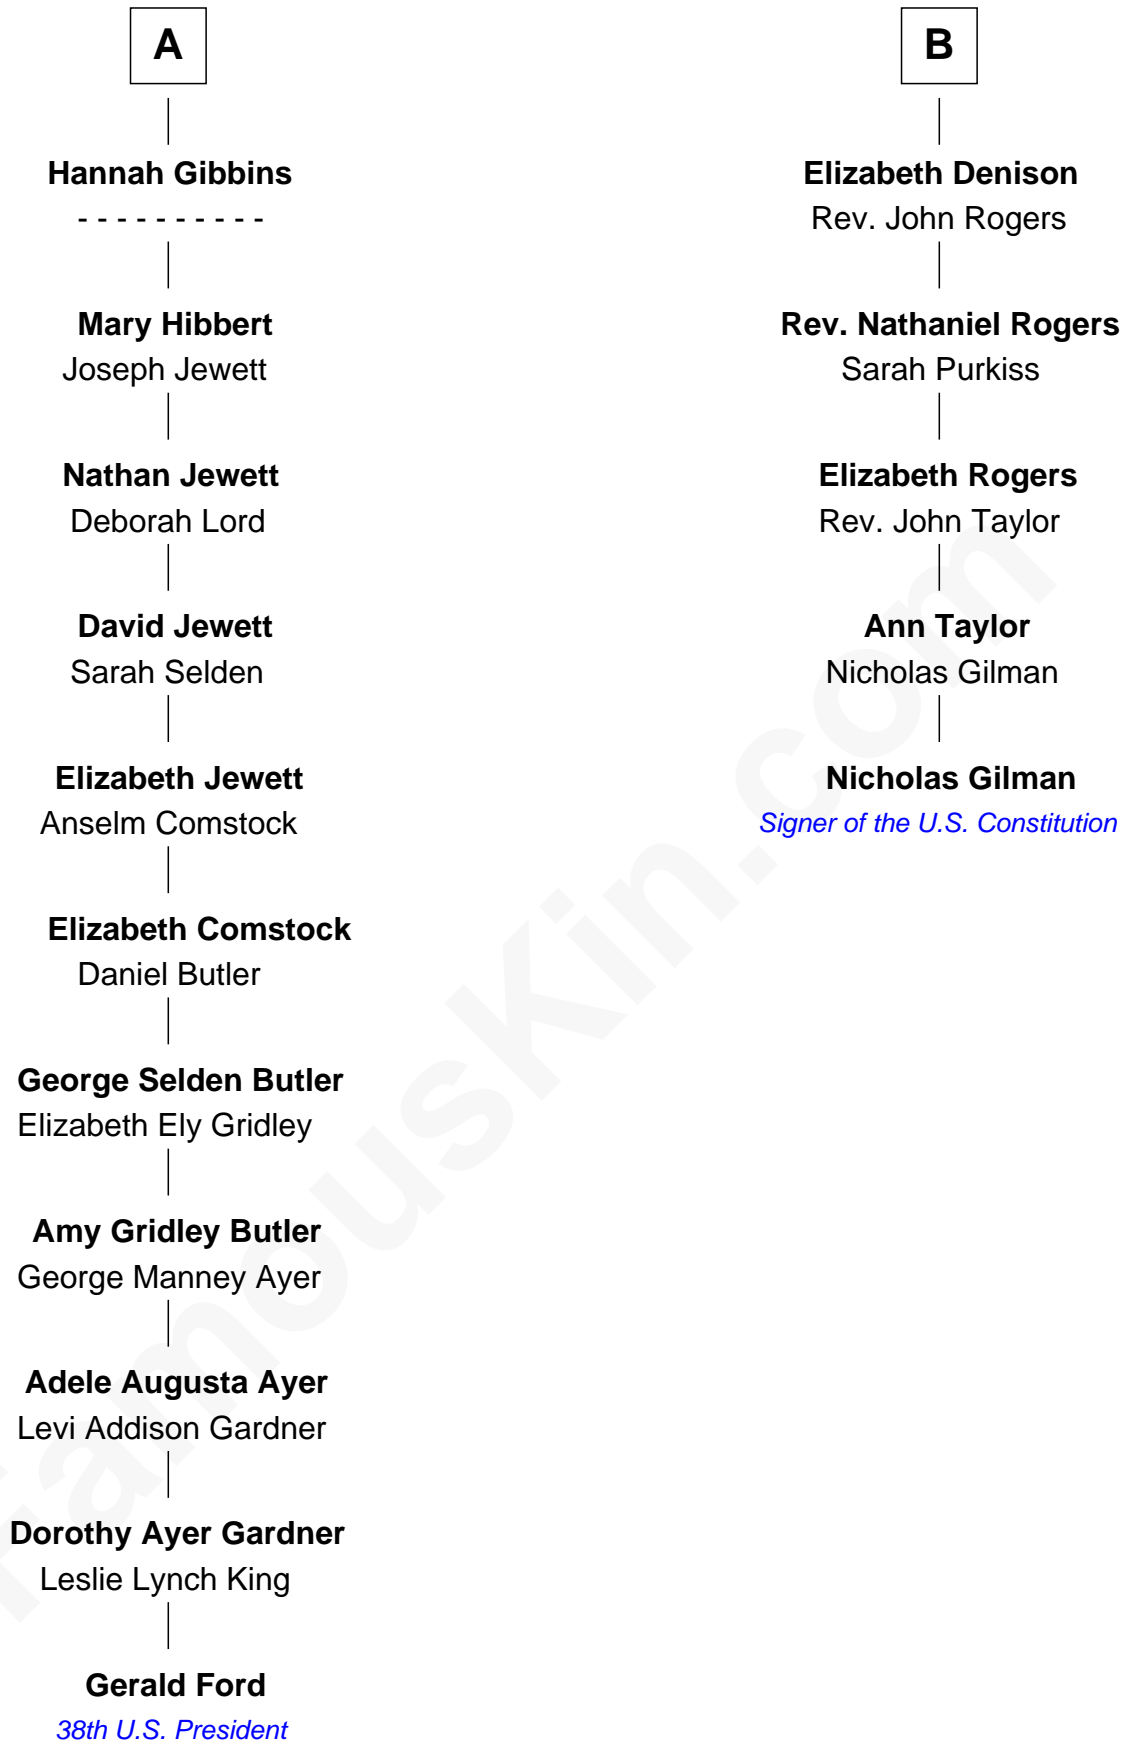 A
Hannah Gibbins
- - - - - - - - - -
Mary Hibbert
Joseph Jewett
Nathan Jewett
Deborah Lord
David Jewett
Sarah Selden
Elizabeth Jewett
Anselm Comstock
Elizabeth Comstock
Daniel Butler
George Selden Butler
Elizabeth Ely Gridley
Amy Gridley Butler
George Manney Ayer
Adele Augusta Ayer
Levi Addison Gardner
Dorothy Ayer Gardner
Leslie Lynch King
Gerald Ford
38th U.S. President
B
Elizabeth Denison
Rev. John Rogers
Rev. Nathaniel Rogers
Sarah Purkiss
Elizabeth Rogers
Rev. John Taylor
Ann Taylor
Nicholas Gilman
Nicholas Gilman
Signer of the U.S. Constitution
FamousKin.com